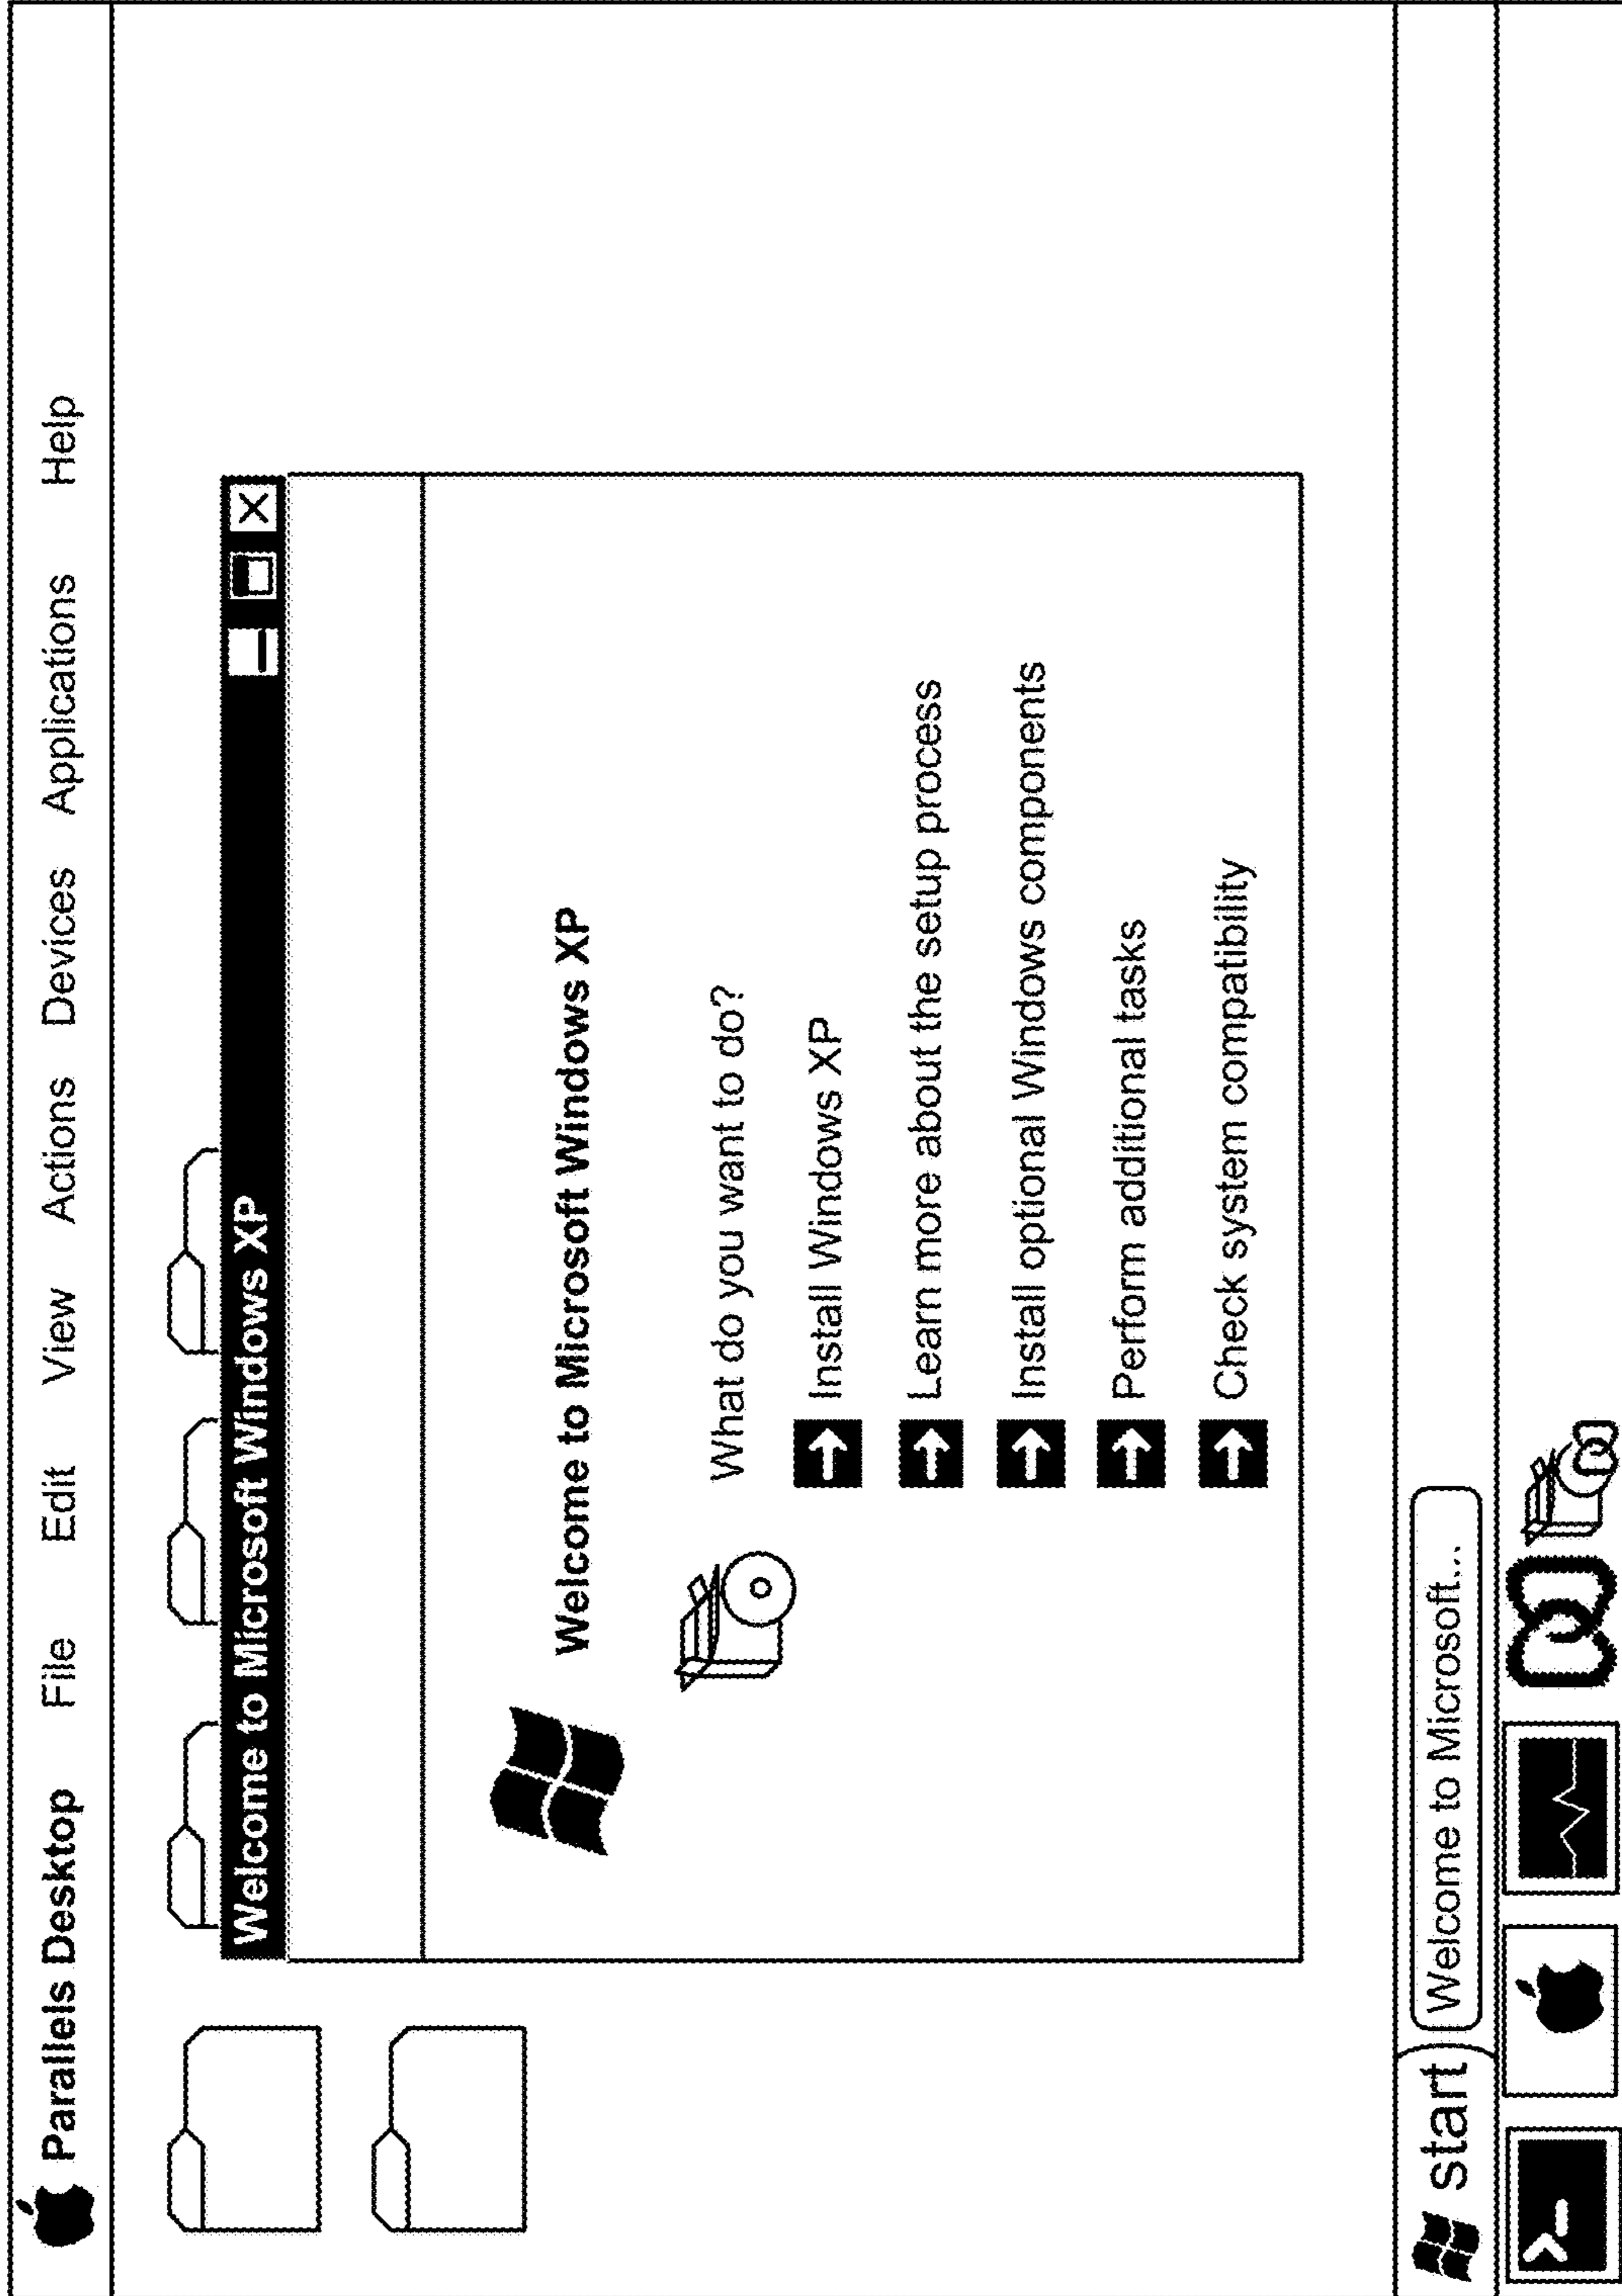 Parallels Desktop File Edit View Actions Devices Applications Help
Welcome to Microsoft Windows XP
Welcome to Microsoft Windows XP
What do you want to do?
Install Windows XP
Learn more about the setup process
Install optional Windows components
Perform additional tasks
Check system compatibility
start Welcome to Microsoft...